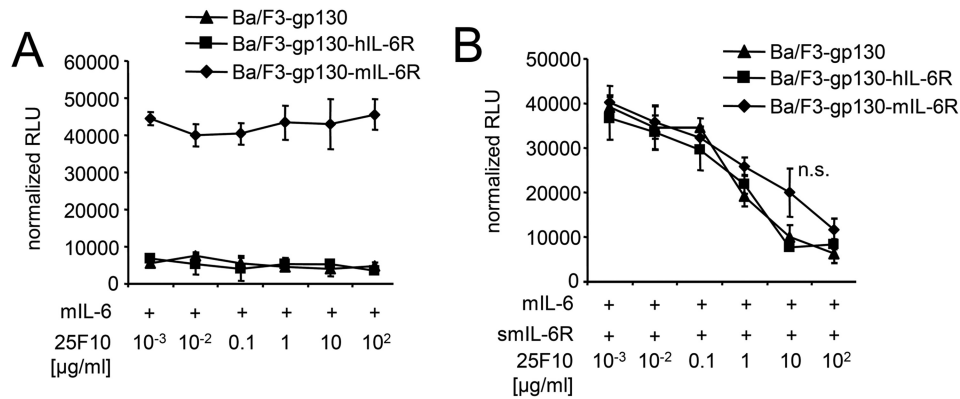 A
Ba/F3-gp130
Ba/F3-gp130-hIL-6R
Ba/F3-gp130-mIL-6R
normalized RLU
60000
50000
40000
30000
20000
10000
0
mIL-6 + + + + + +
25F10 10⁻³ 10⁻² 0.1 1 10 10²
[µg/ml]
B
Ba/F3-gp130
Ba/F3-gp130-hIL-6R
Ba/F3-gp130-mIL-6R
normalized RLU
50000
40000
30000
20000
10000
0
n.s.
mIL-6 + + + + + +
smIL-6R + + + + + +
25F10 10⁻³ 10⁻² 0.1 1 10 10²
[µg/ml]